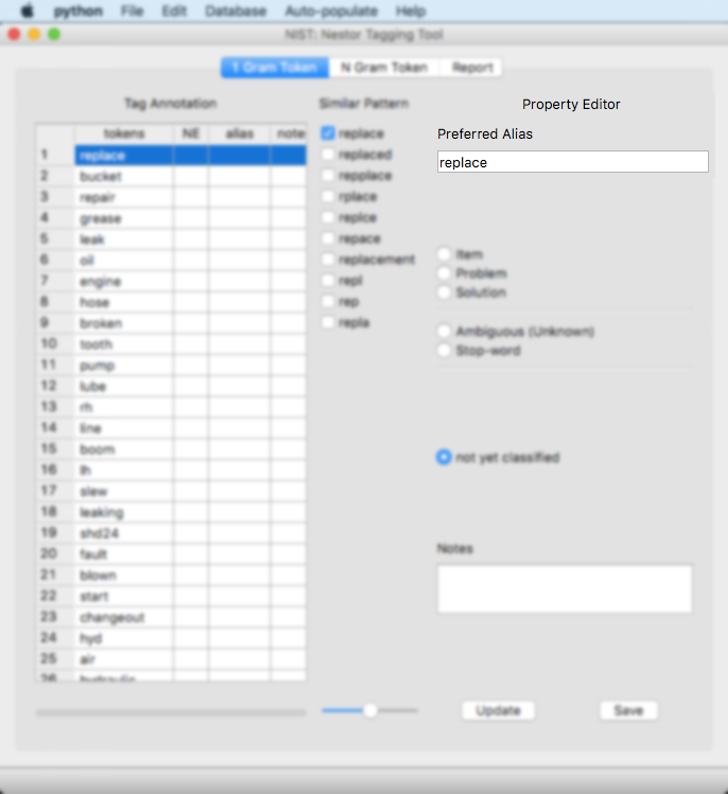 python File Edit Database Auto-populate Help
NIST: Nestor Tagging Tool
1 Gram Token N Gram Token Report
Tag Annotation
tokens NE alias note
1 replace
2 bucket
3 repair
4 grease
5 leak
6 oil
7 engine
8 hose
9 broken
10 tooth
11 pump
12 lube
13 rh
14 line
15 boom
16 lh
17 slew
18 leaking
19 shd24
20 fault
21 blown
22 start
23 changeout
24 hyd
25 air
26 hydraulic
Similar Pattern
replace
replaced
repplace
rplace
replce
repace
replacement
repl
rep
repla
Property Editor
Preferred Alias
replace
Item
Problem
Solution
Ambiguous (Unknown)
Stop-word
not yet classified
Notes
Update Save